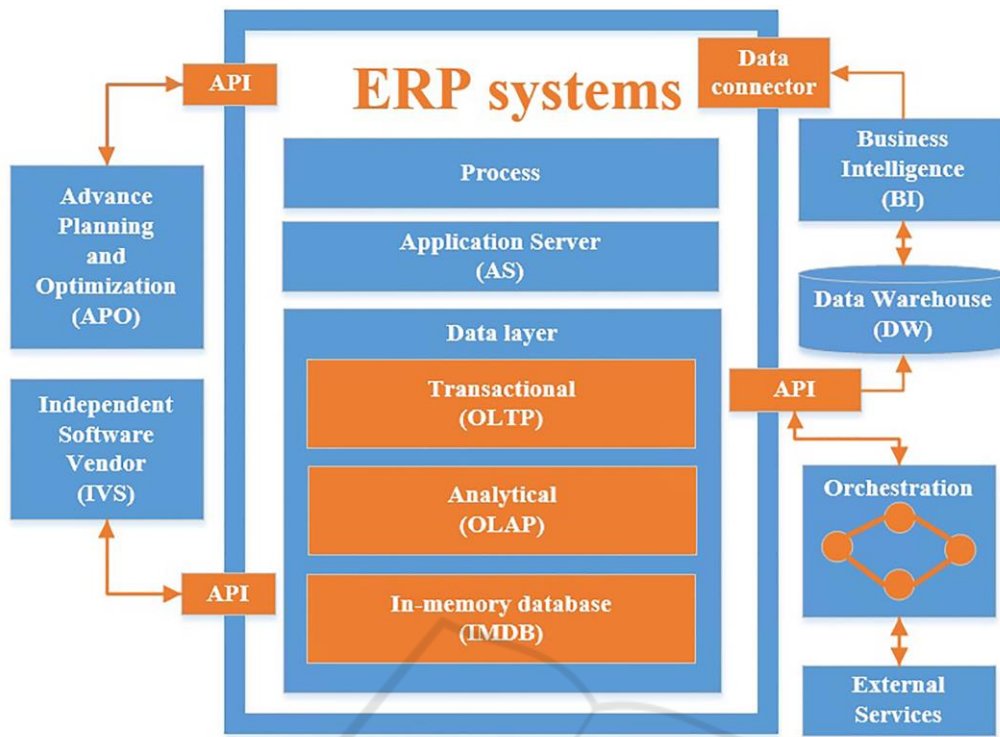 API
ERP systems
Data
connector
Advance
Planning
and
Optimization
(APO)
Process
Application Server
(AS)
Business
Intelligence
(BI)
Data Warehouse
(DW)
Data layer
Transactional
(OLTP)
Analytical
(OLAP)
In-memory database
(IMDB)
Independent
Software
Vendor
(IVS)
API
API
Orchestration
External
Services